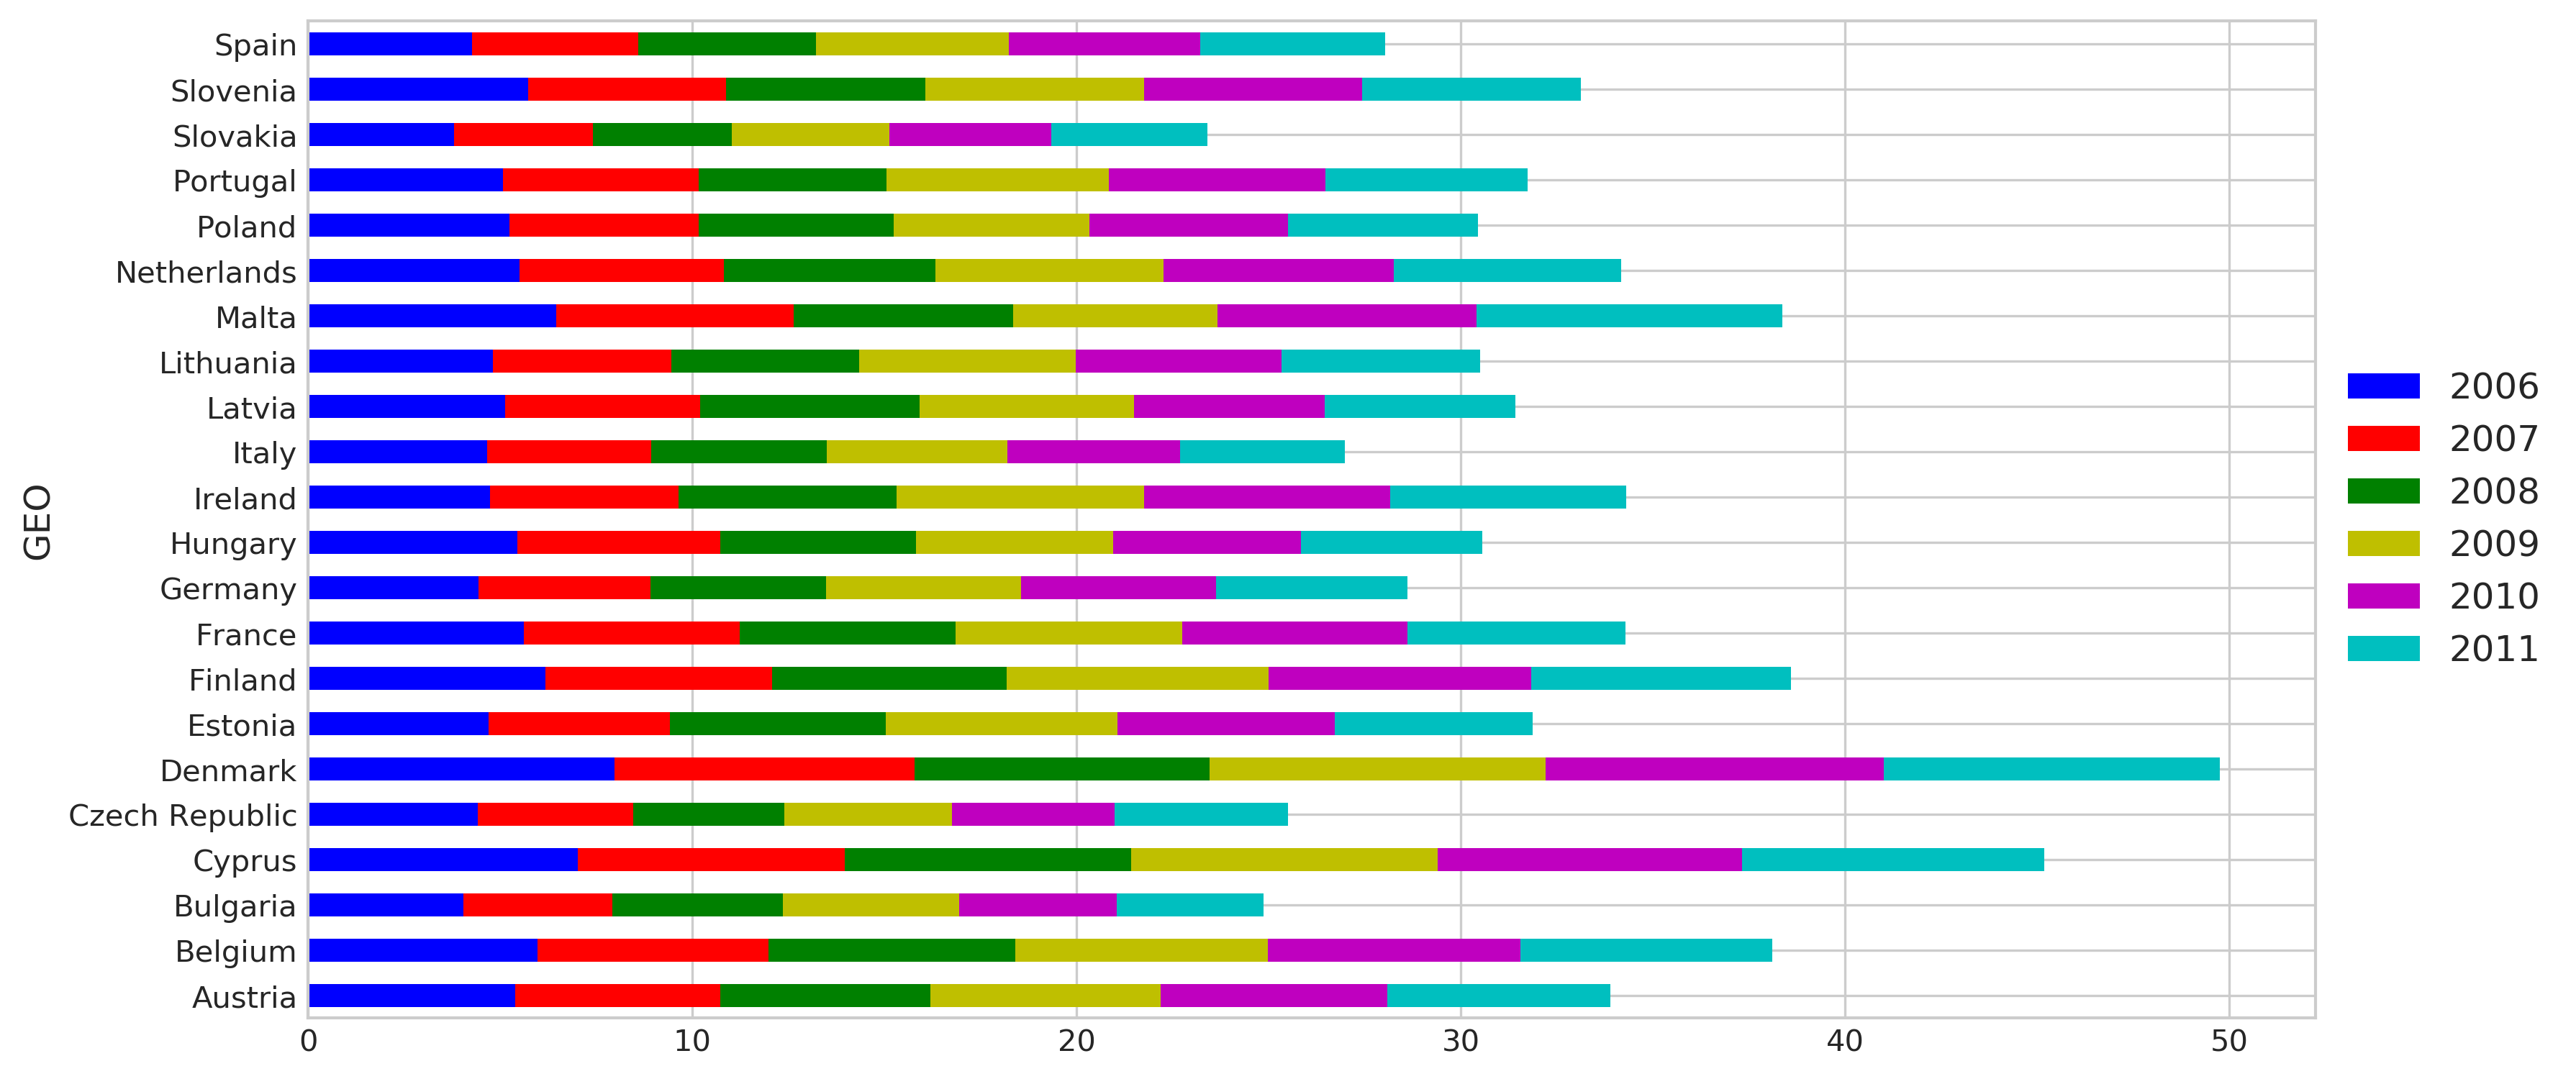 GEO
Spain
Slovenia
Slovakia
Portugal
Poland
Netherlands
Malta
Lithuania
Latvia
Italy
Ireland
Hungary
Germany
France
Finland
Estonia
Denmark
Czech Republic
Cyprus
Bulgaria
Belgium
Austria
0 10 20 30 40 50
2006
2007
2008
2009
2010
2011